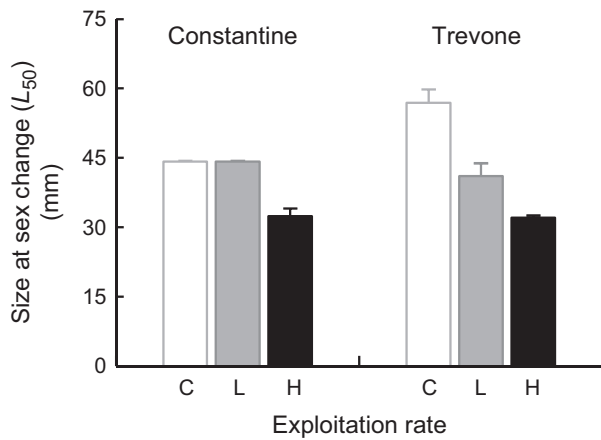 Size at sex change (L50)
(mm)
75
60
45
30
15
0
Constantine
Trevone
C L H C L H
Exploitation rate